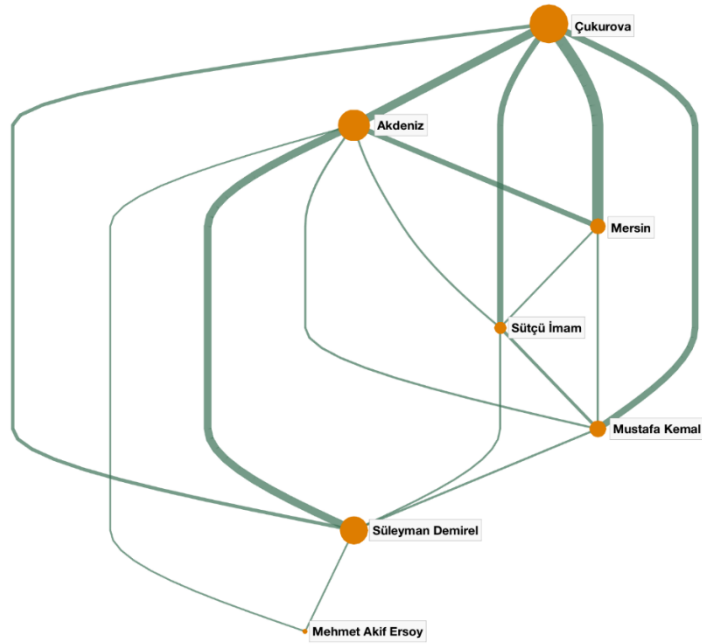 Çukurova
Akdeniz
Mersin
Sütçü İmam
Mustafa Kemal
Süleyman Demirel
Mehmet Akif Ersoy